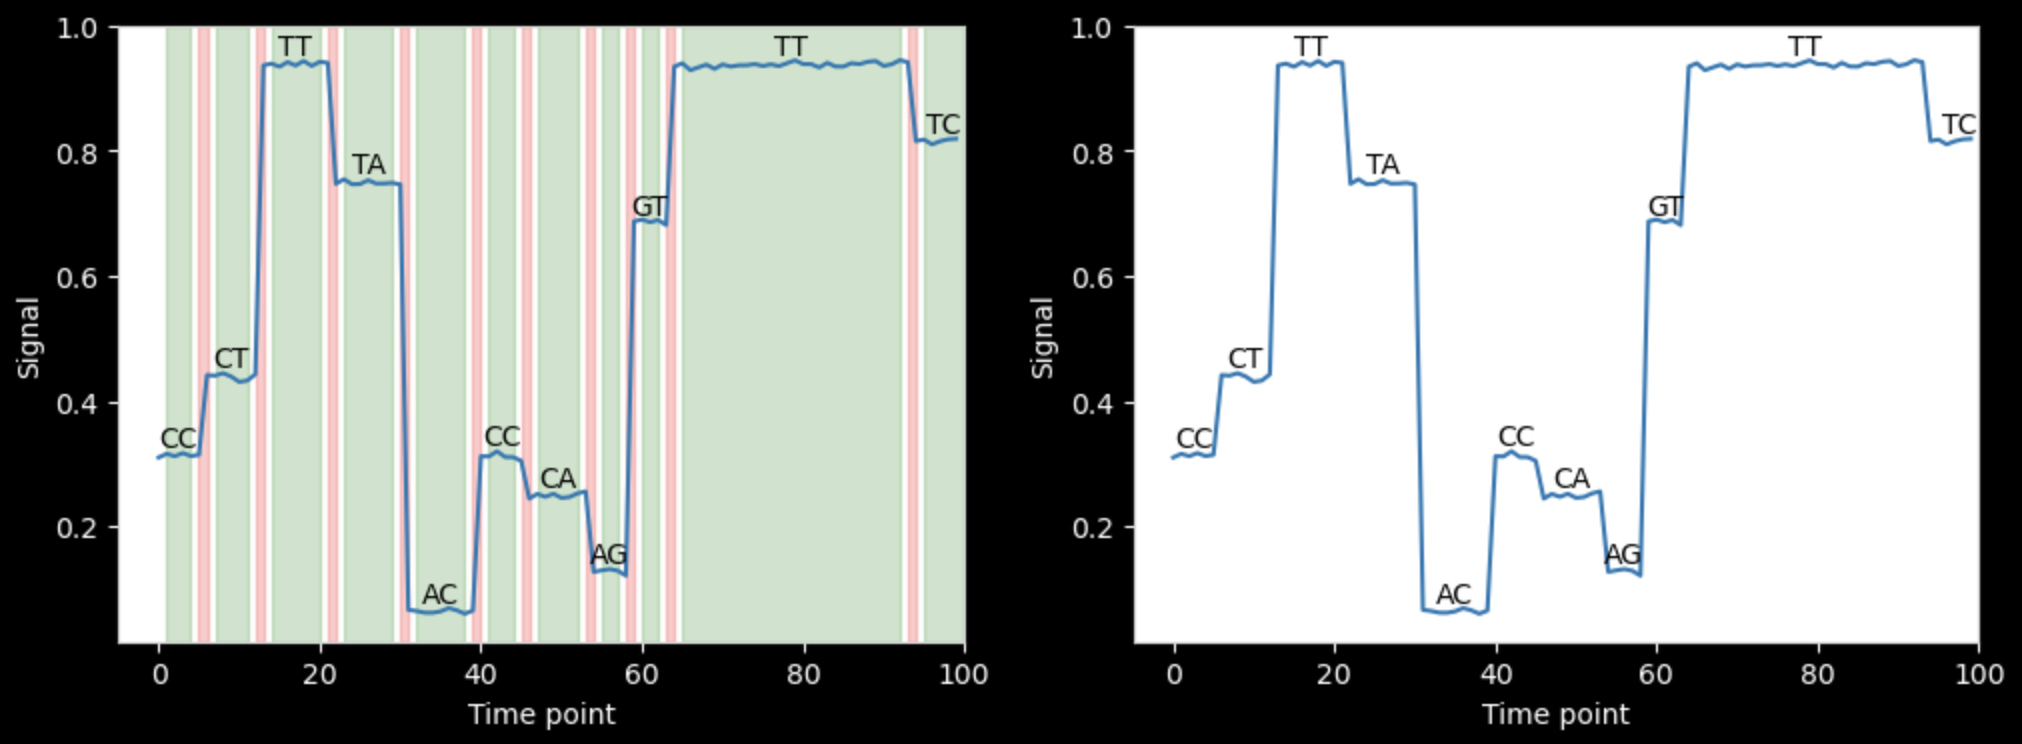 1.0
0.8
0.6
0.4
0.2
Signal
TT
TC
TA
GT
CT
CC
CC
CA
AG
AC
TT
0
20
40
60
80
100
Time point
1.0
0.8
0.6
0.4
0.2
Signal
TT
TT
TC
TA
GT
CT
CC
CC
CA
AG
AC
0
20
40
60
80
100
Time point